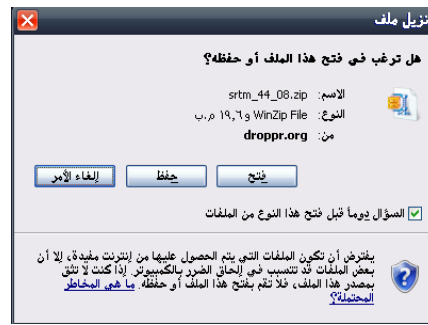 تنزيل ملف
هل ترغب في فتح هذا الملف أو حفظه؟
الاسم: srtm_44_08.zip
النوع: WinZip File و ١٩,٦ م.ب
من: droppr.org
فتح
حفظ
إلغاء الأمر
السؤال دوماً قبل فتح هذا النوع من الملفات
يفترض أن تكون الملفات التي يتم الحصول عليها من إنترنت مفيدة، إلا أن
بعض الملفات قد تتسبب في إلحاق الضرر بالكمبيوتر. إذا كنت لا تثق
بمصدر هذا الملف، فلا تقم بفتح هذا الملف أو حفظه. ما هي المخاطر
المحتملة؟